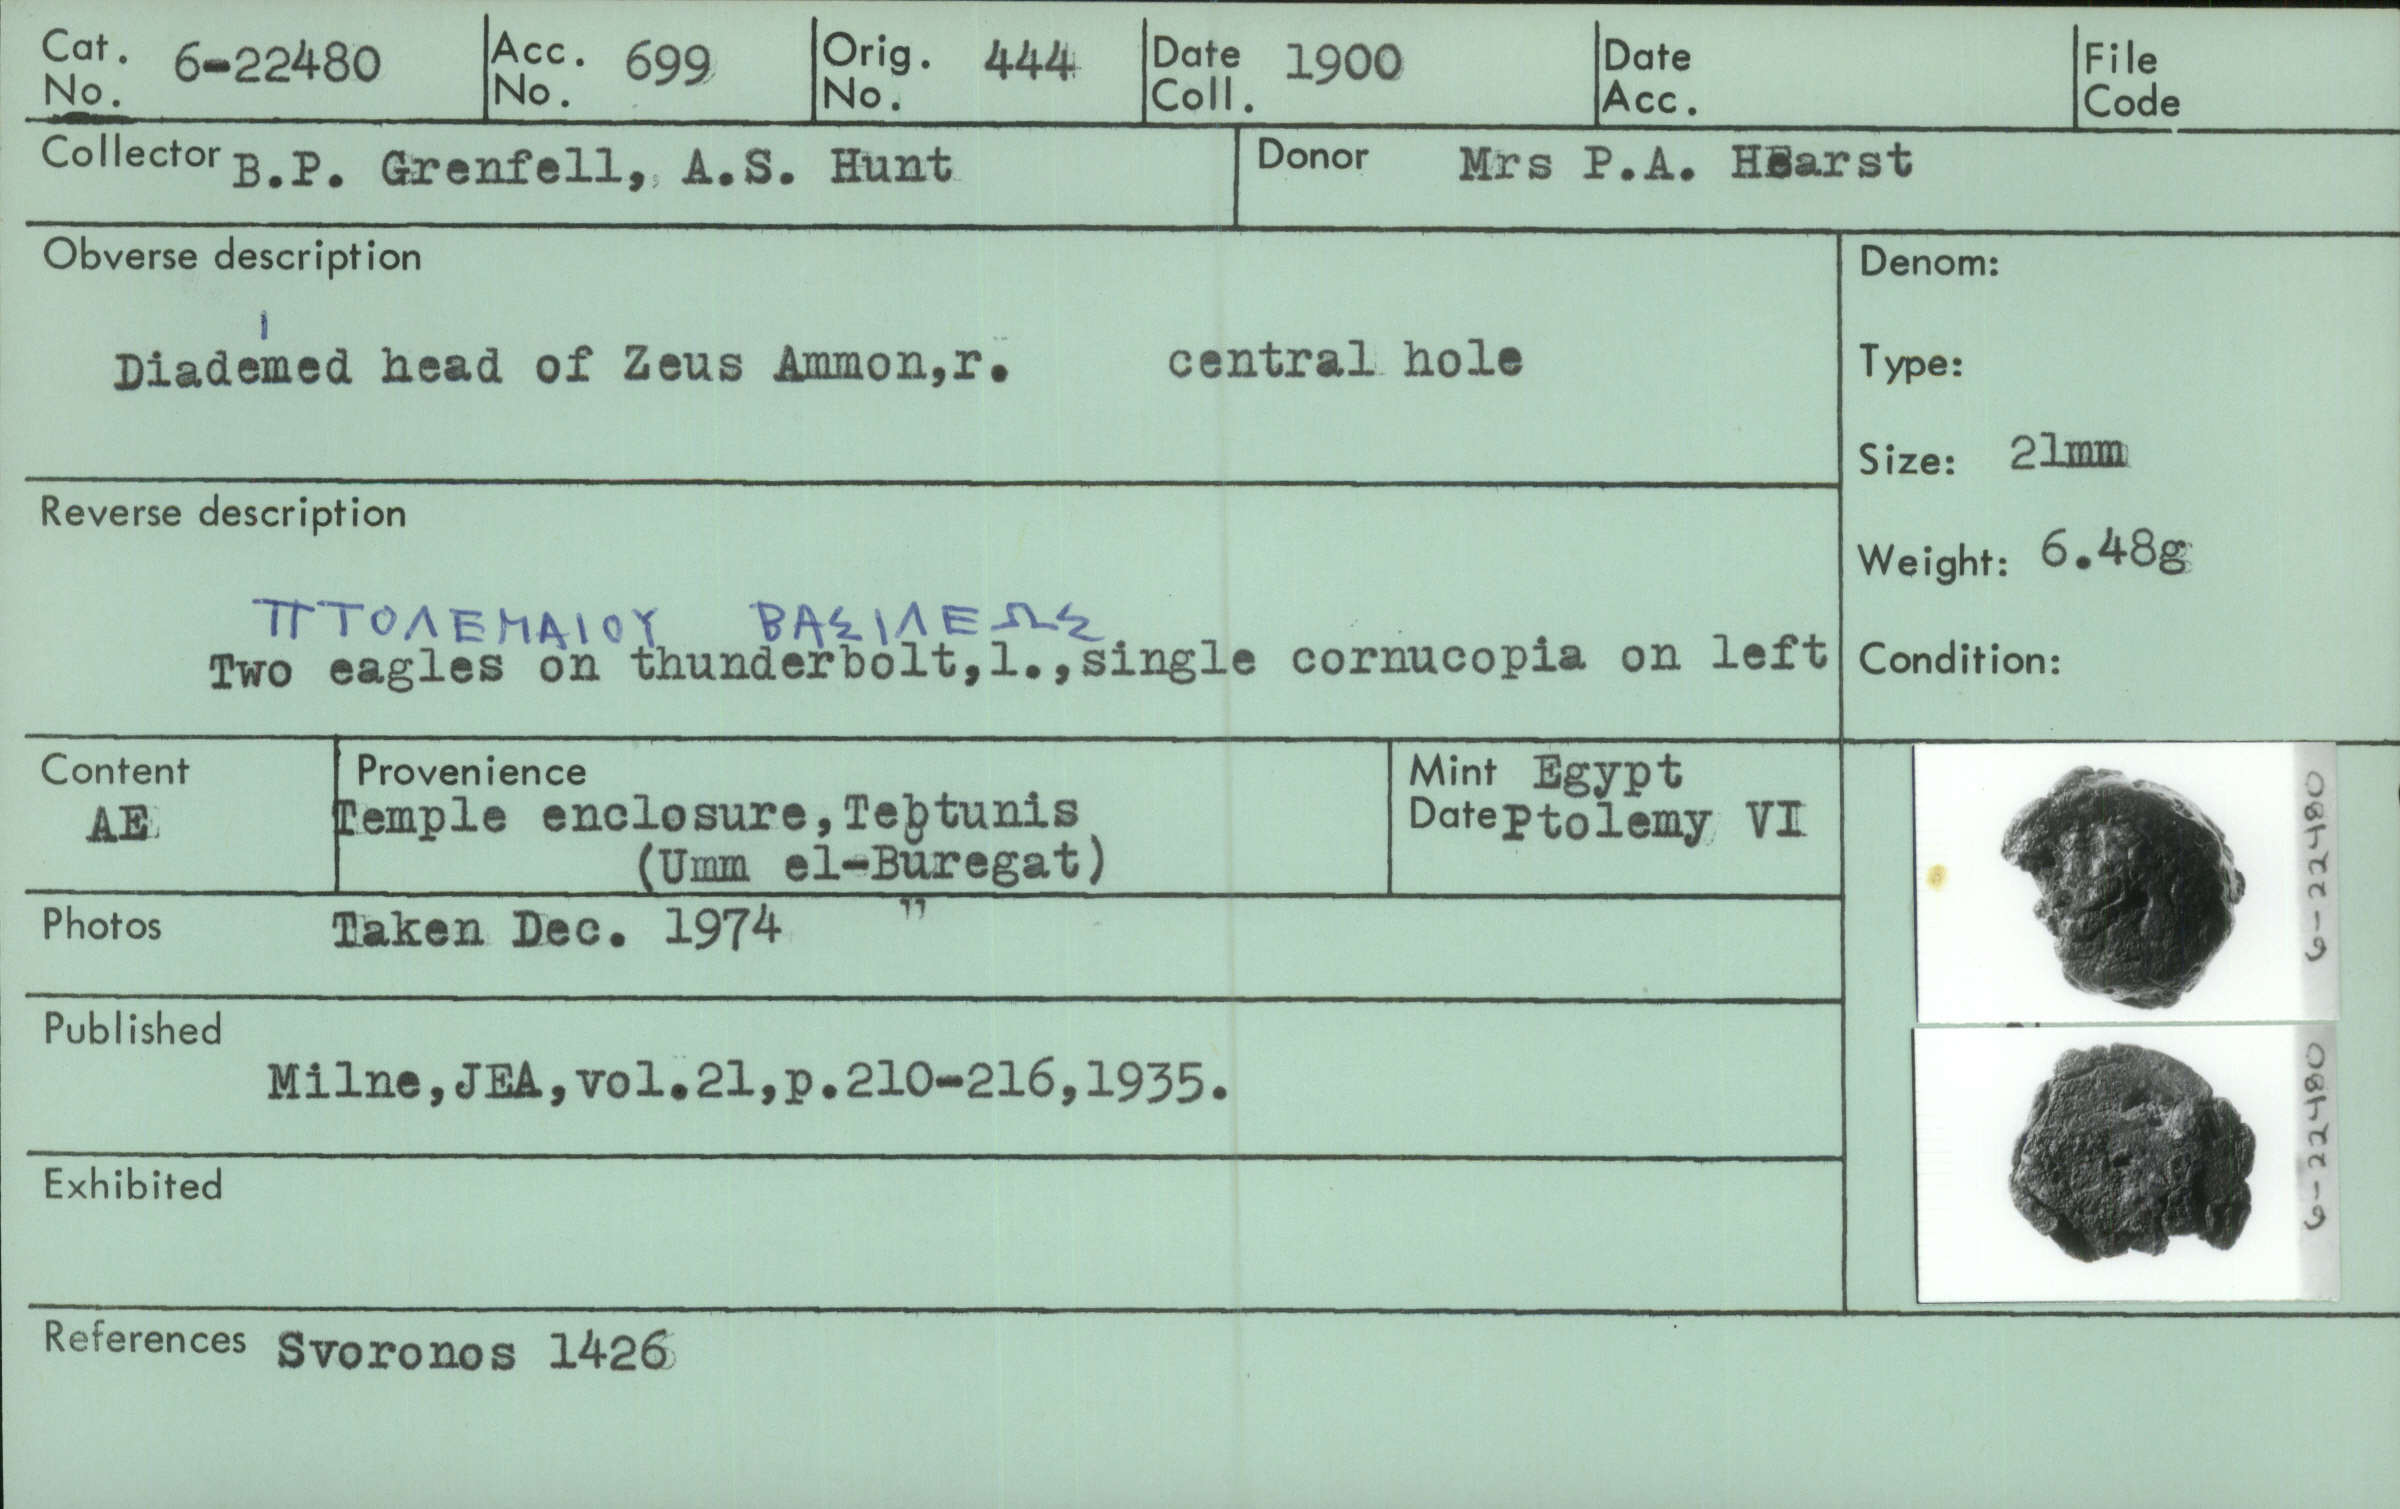 Cat. No. 6-22480 Acc. No. 699 Orig. No. 444 Date Coll. 1900 Date Acc. File Code
Collector B.P. Grenfell, A.S. Hunt Donor Mrs P.A. Hearst
Obverse description
Diademed head of Zeus Ammon,r. central hole
Denom:
Type:
Size: 21mm
Weight: 6.48g
Condition:
Reverse description
ΠΤΟΛΕΜΑΙΟΥ ΒΑΣΙΛΕΩΣ
Two eagles on thunderbolt,l.,single cornucopia on left
Content AE
Provenience
Temple enclosure,Tebtunis
(Umm el-Buregat)
Mint Egypt
Date Ptolemy VI
Photos Taken Dec. 1974 "
Published
Milne,JEA,vol.21,p.210-216,1935.
Exhibited
References Svoronos 1426
6-22480
6-22480